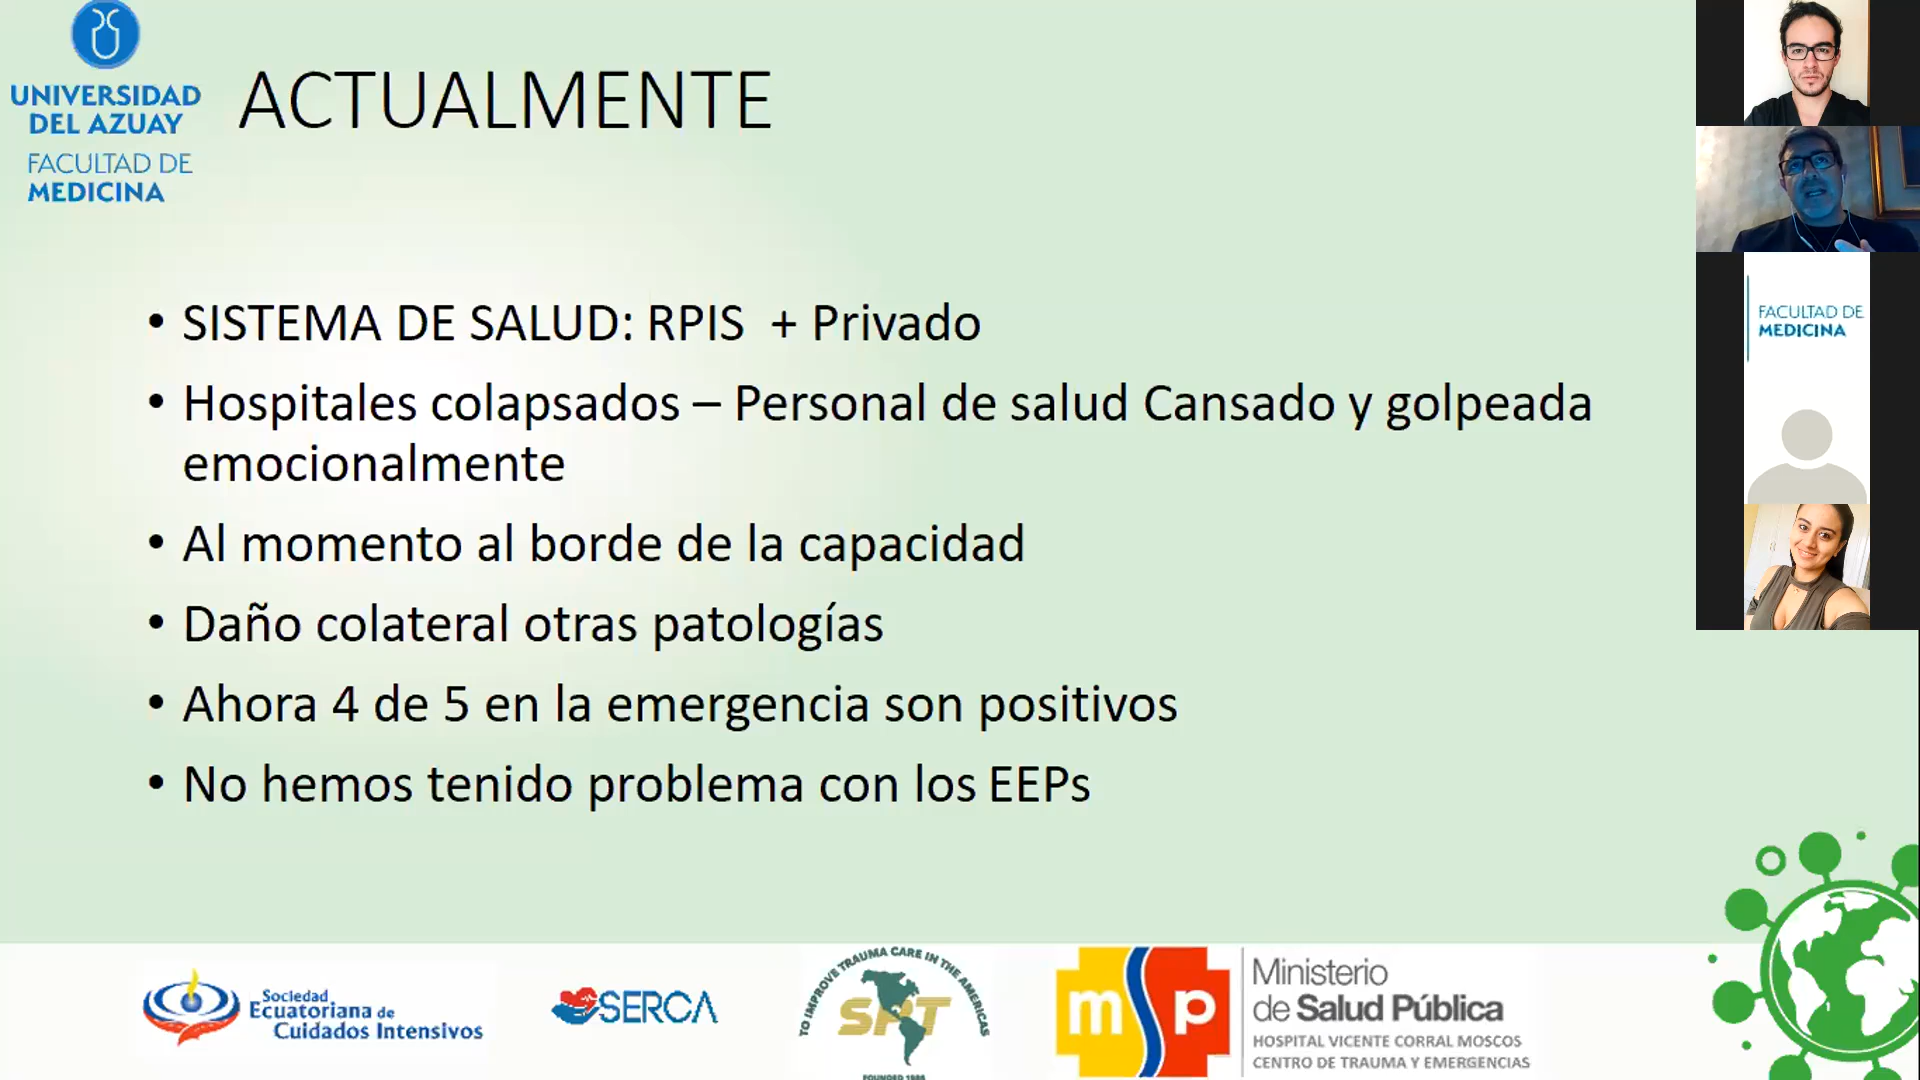 UNIVERSIDAD
DEL AZUAY
FACULTAD DE
MEDICINA
ACTUALMENTE
• SISTEMA DE SALUD: RPIS + Privado
• Hospitales colapsados – Personal de salud Cansado y golpeada
emocionalmente
• Al momento al borde de la capacidad
• Daño colateral otras patologías
• Ahora 4 de 5 en la emergencia son positivos
• No hemos tenido problema con los EEPs
FACULTAD DE
MEDICINA
Sociedad
Ecuatoriana de
Cuidados Intensivos
SERCA
TO IMPROVE TRAUMA CARE IN THE AMERICAS
SPT
FOUNDED 1986
msp
Ministerio
de Salud Pública
HOSPITAL VICENTE CORRAL MOSCOS
CENTRO DE TRAUMA Y EMERGENCIAS